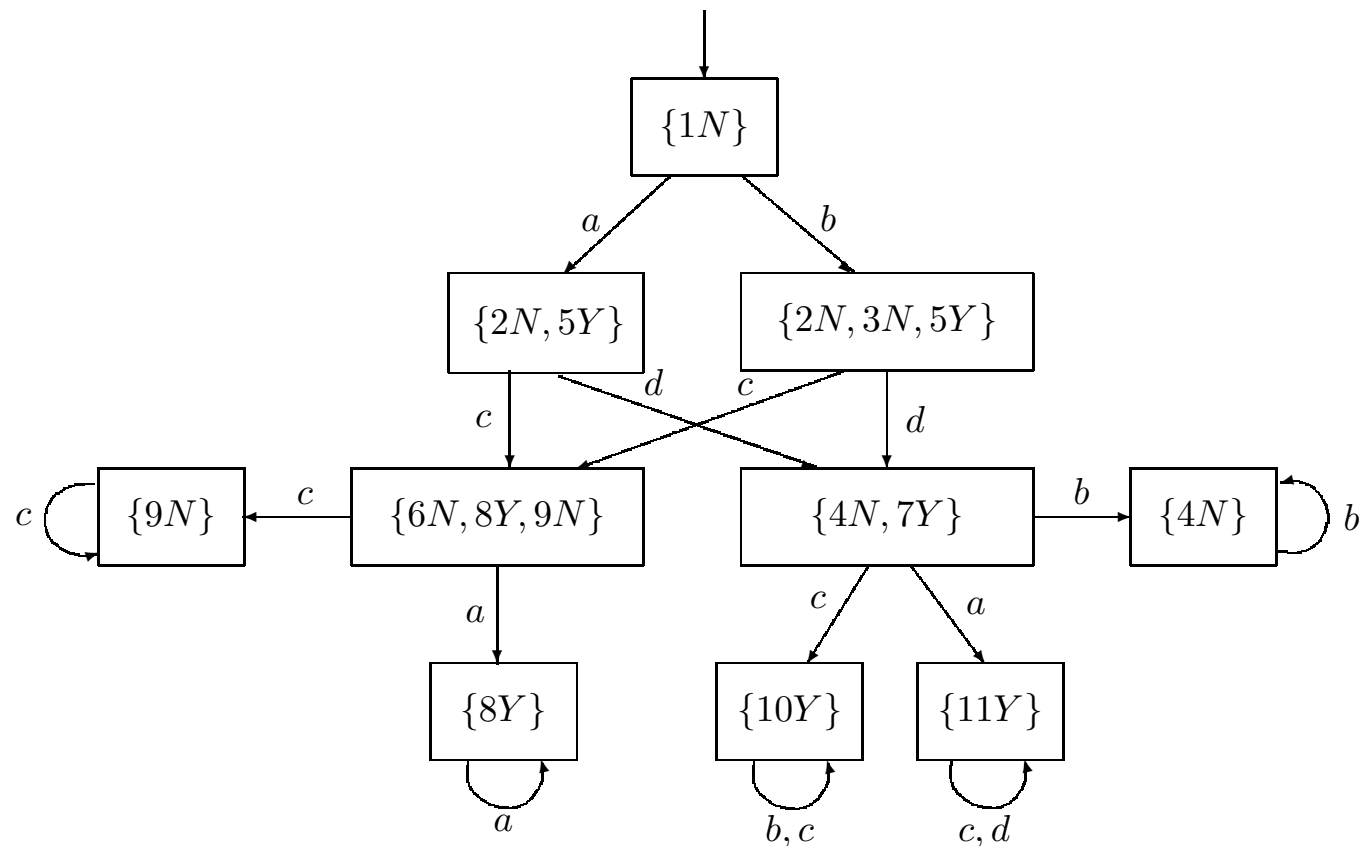 {1N}
a b
{2N, 5Y} {2N, 3N, 5Y}
d c
c d
c {9N} c {6N, 8Y, 9N} {4N, 7Y} b {4N} b
a c a
{8Y} {10Y} {11Y}
a b, c c, d